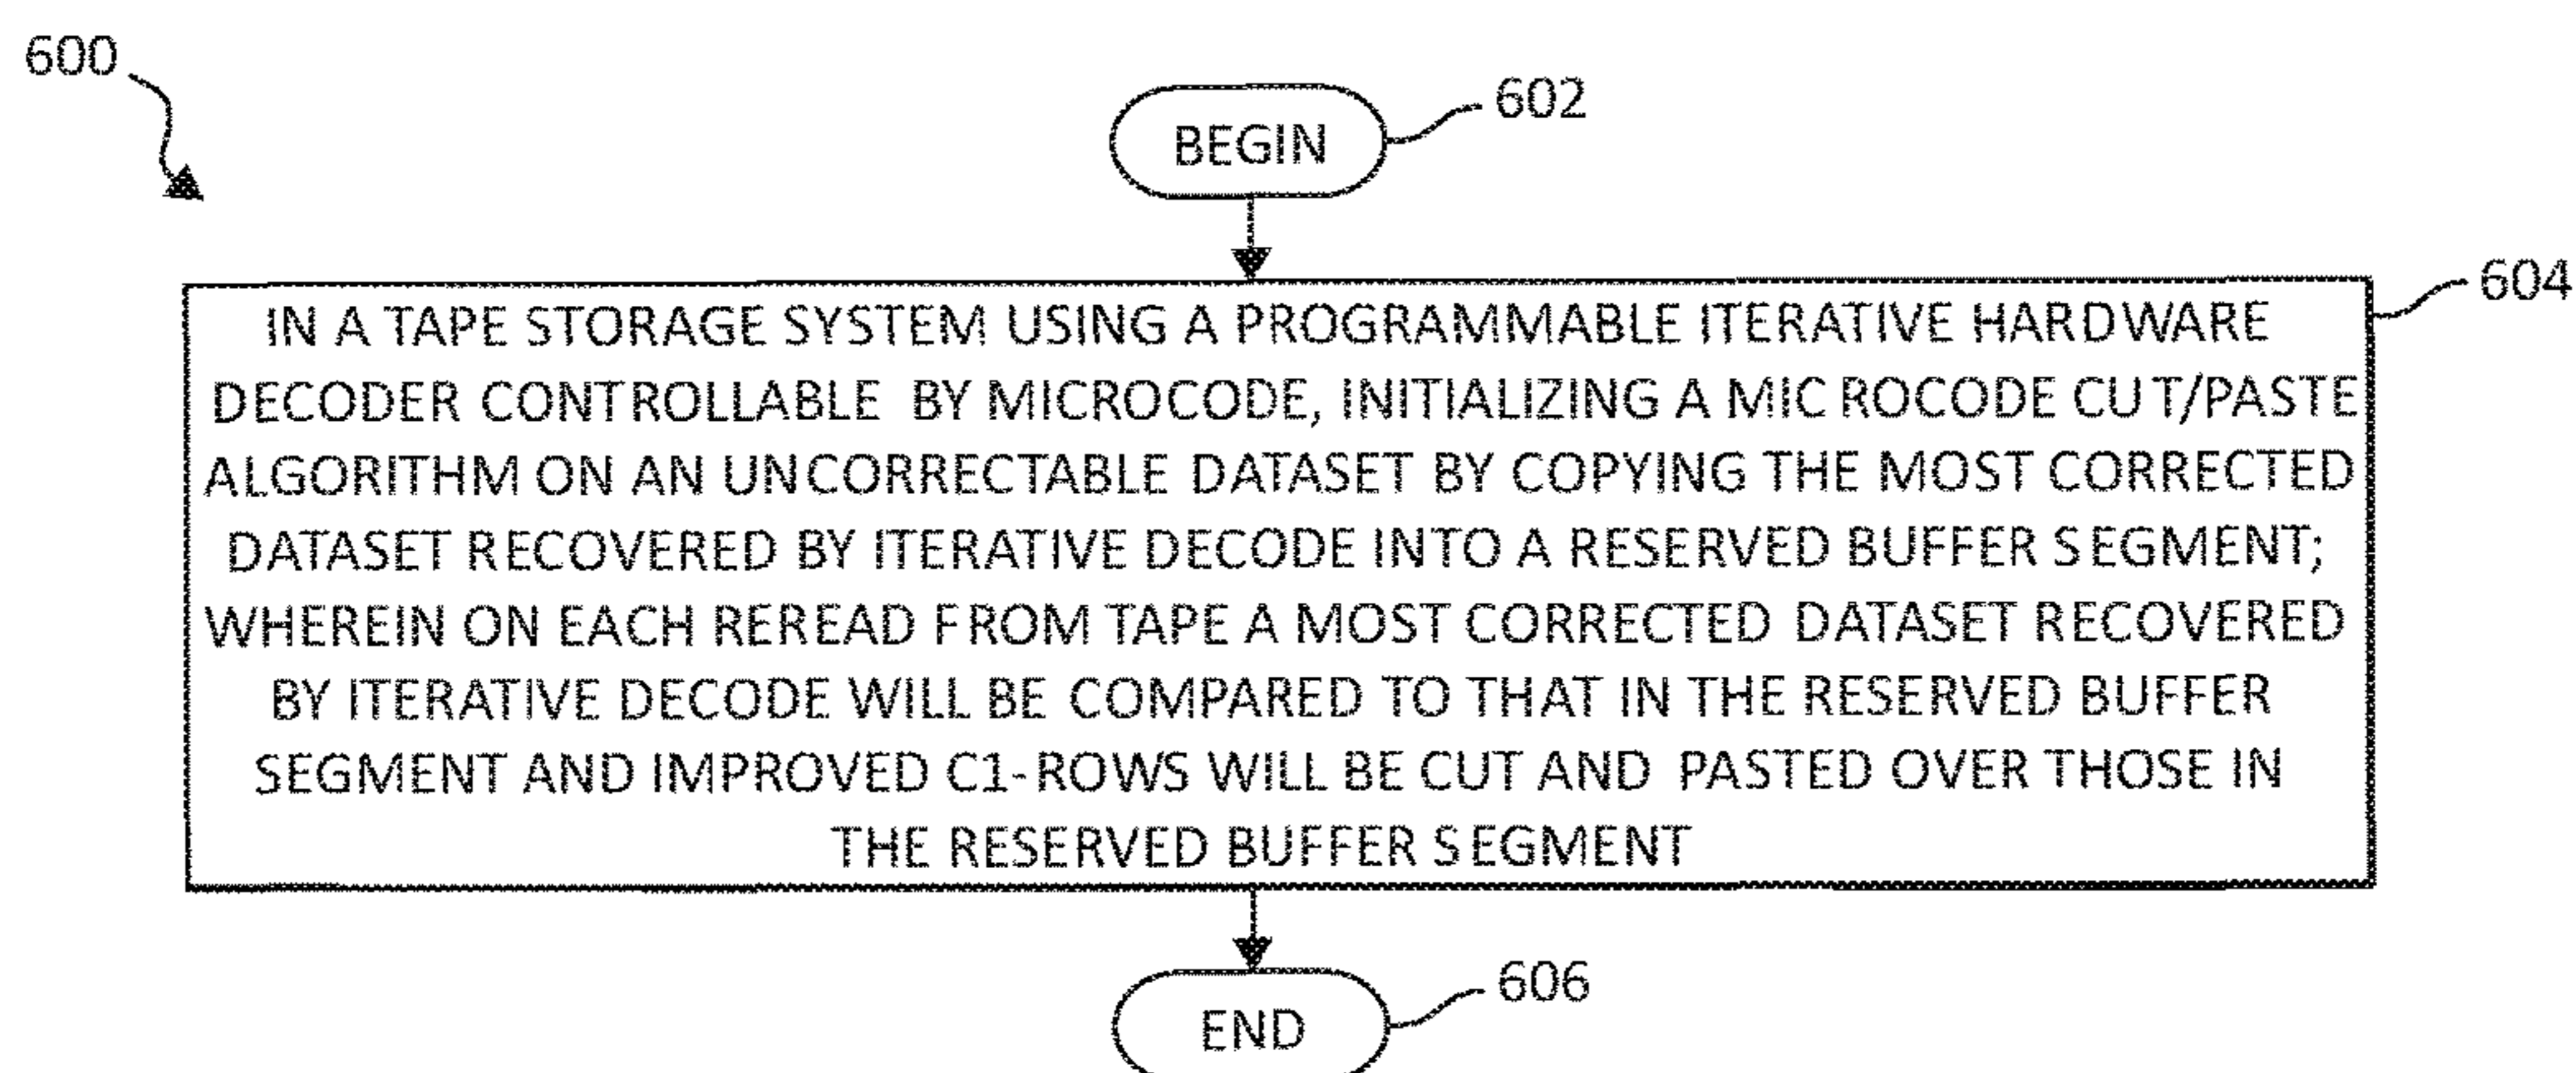 600
BEGIN
602
604
IN A TAPE STORAGE SYSTEM USING A PROGRAMMABLE ITERATIVE HARDWARE
DECODER CONTROLLABLE BY MICROCODE, INITIALIZING A MICROCODE CUT/PASTE
ALGORITHM ON AN UNCORRECTABLE DATASET BY COPYING THE MOST CORRECTED
DATASET RECOVERED BY ITERATIVE DECODE INTO A RESERVED BUFFER SEGMENT;
WHEREIN ON EACH REREAD FROM TAPE A MOST CORRECTED DATASET RECOVERED
BY ITERATIVE DECODE WILL BE COMPARED TO THAT IN THE RESERVED BUFFER
SEGMENT AND IMPROVED C1-ROWS WILL BE CUT AND PASTED OVER THOSE IN
THE RESERVED BUFFER SEGMENT
606
END